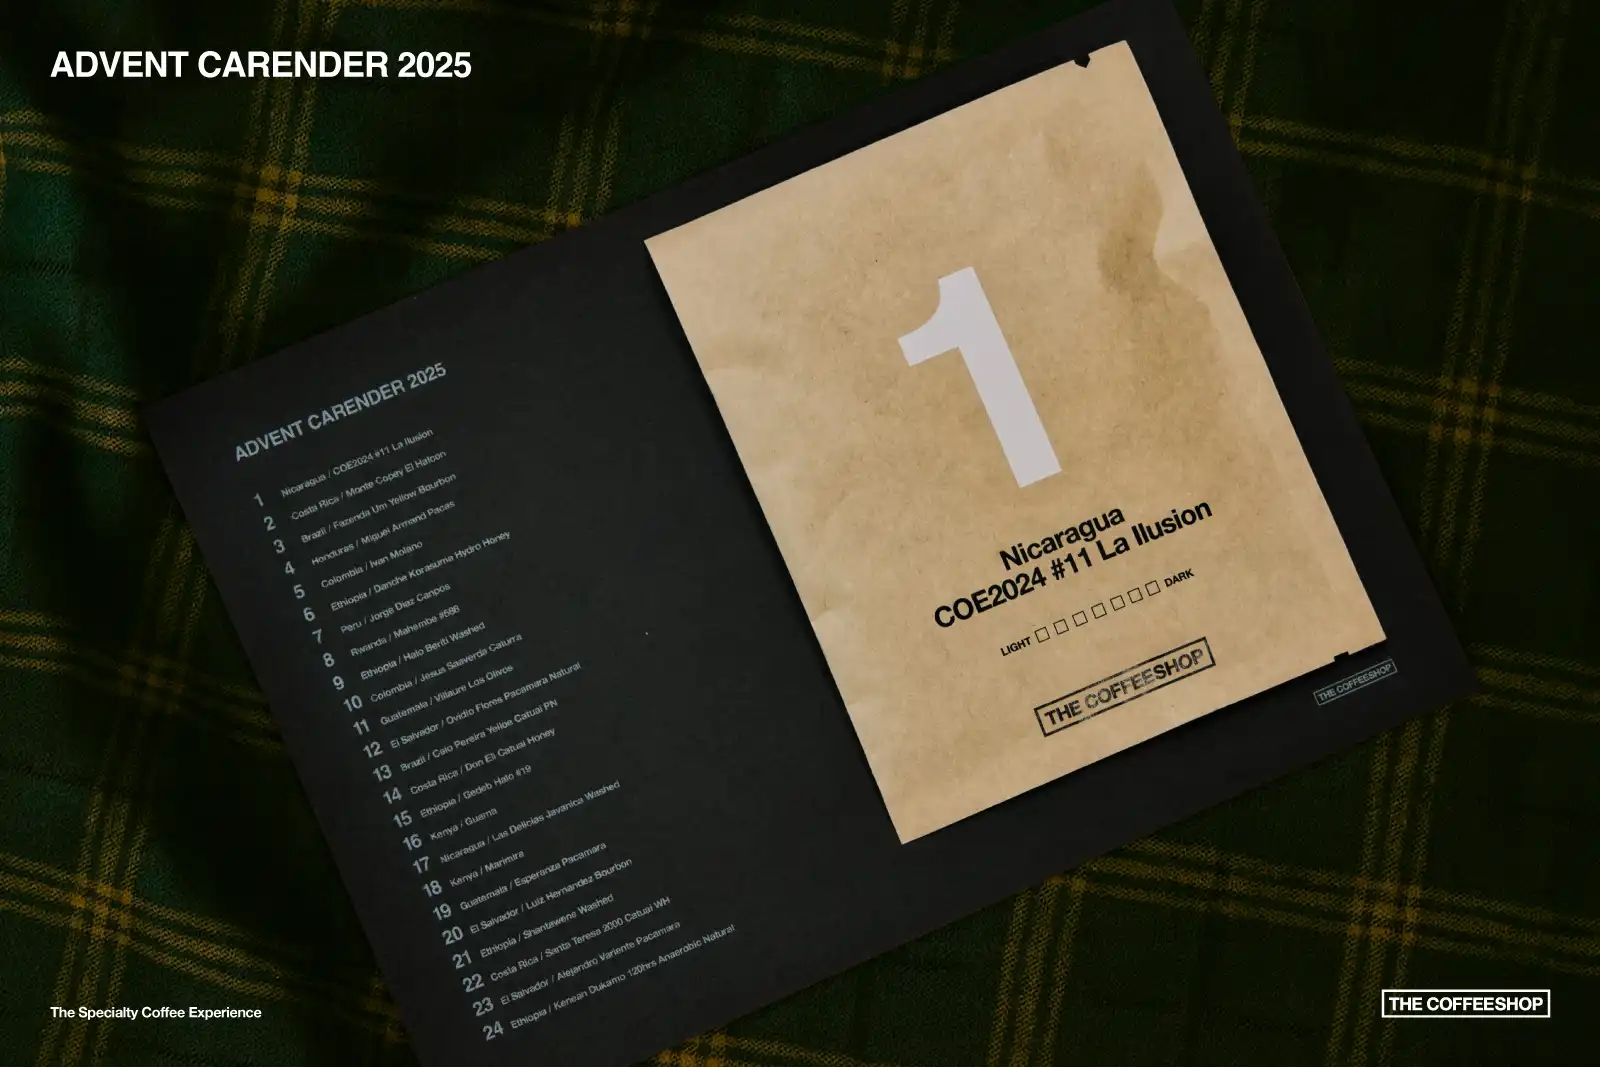 ADVENT CARENDER 2025
ADVENT CARENDER 2025
1 Nicaragua / COE2024 #11 La Ilusion
2 Costa Rica / Monte Copey El Halcon
3 Brazil / Fazenda Um Yellow Bourbon
4 Honduras / Miguel Armand Pacas
5 Colombia / Ivan Molano
6 Ethiopia / Danche Korasuma Hydro Honey
7 Peru / Jorge Diaz Canpos
8 Rwanda / Mahembe #686
9 Ethiopia / Halo Beriti Washed
10 Colombia / Jesus Saaverda Caturra
11 Guatemala / Villaure Los Olivos
12 El Salvador / Ovidio Flores Pacamara Natural
13 Brazil / Caio Pereira Yelloe Catuai PN
14 Costa Rica / Don Eli Catuai Honey
15 Ethiopia / Gedeb Halo #19
16 Kenya / Guama
17 Nicaragua / Las Delicias Javanica Washed
18 Kenya / Marimira
19 Guatemala / Esperanza Pacamara
20 El Salvador / Luiz Hernandez Bourbon
21 Ethiopia / Shantawene Washed
22 Costa Rica / Santa Teresa 2000 Catuai WH
23 El Salvador / Alejandro Variente Pacamara
24 Ethiopia / Kenean Dukamo 120hrs Anaerobic Natural
1
Nicaragua
COE2024 #11 La Ilusion
LIGHT □ □ □ □ □ □ □ DARK
THE COFFEESHOP
THE COFFEESHOP
The Specialty Coffee Experience
THE COFFEESHOP